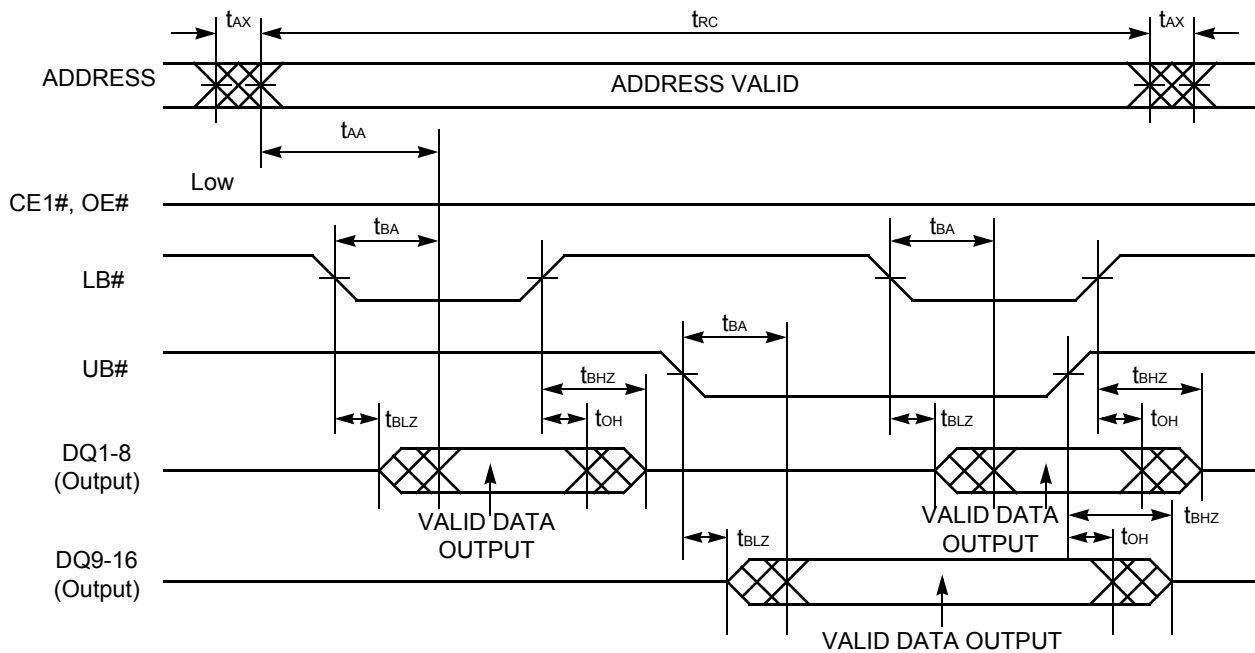 tAX tRC tAX
ADDRESS ADDRESS VALID
tAA
Low
CE1#, OE#
tBA tBA
LB#
tBA
UB#
tBHZ tBHZ
tBLZ tOH tBLZ tOH
DQ1-8
(Output)
VALID DATA
OUTPUT
VALID DATA
OUTPUT
tBHZ
tBLZ tOH
DQ9-16
(Output)
VALID DATA OUTPUT